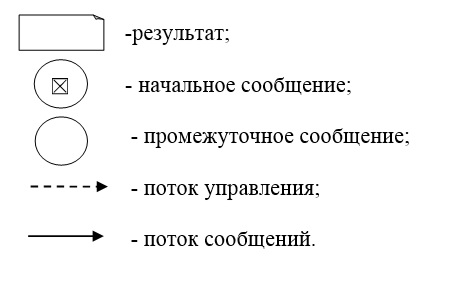 -результат;
- начальное сообщение;
- промежуточное сообщение;
- поток управления;
- поток сообщений.